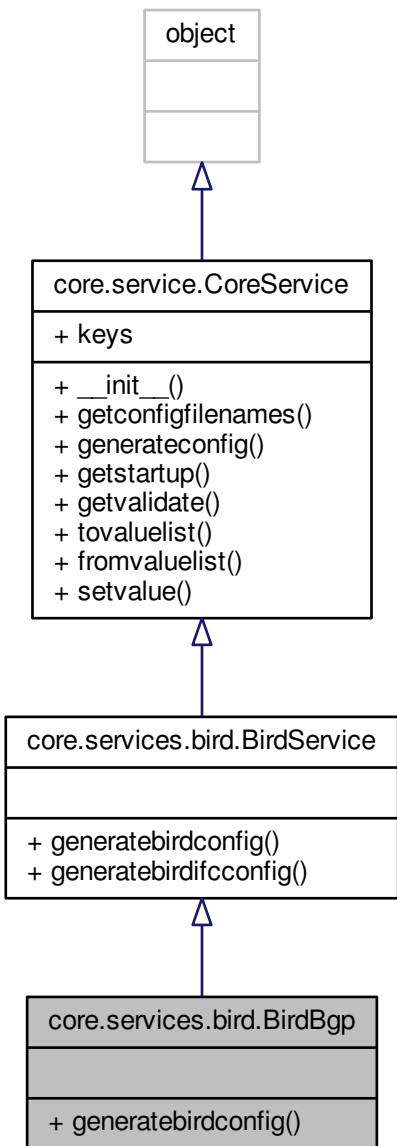 object
core.service.CoreService
+ keys
+ __init__()
+ getconfigfilenames()
+ generateconfig()
+ getstartup()
+ getvalidate()
+ tovaluelist()
+ fromvaluelist()
+ setvalue()
core.services.bird.BirdService
+ generatebirdconfig()
+ generatebirdifcconfig()
core.services.bird.BirdBgp
+ generatebirdconfig()